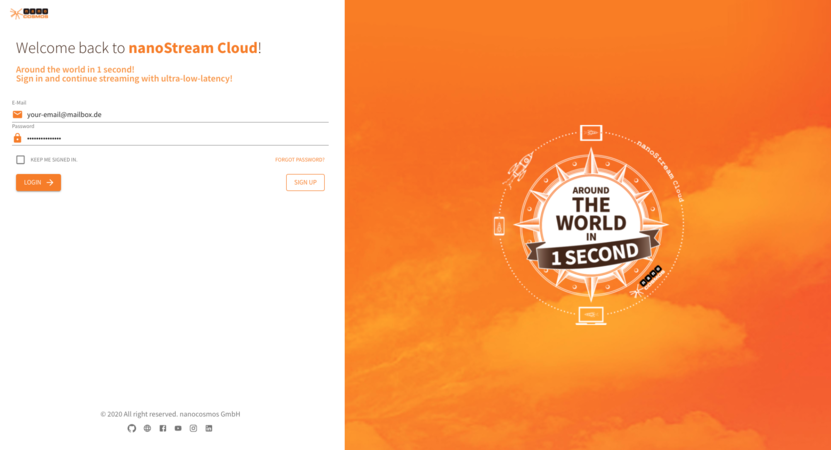 nano
COSMOS
Welcome back to nanoStream Cloud!
Around the world in 1 second!
Sign in and continue streaming with ultra-low-latency!
E-Mail
your-email@mailbox.de
Password
KEEP ME SIGNED IN.
FORGOT PASSWORD?
LOGIN
SIGN UP
© 2020 All right reserved. nanocosmos GmbH
nanoStream Cloud
AROUND
THE
WORLD
IN
1 SECOND